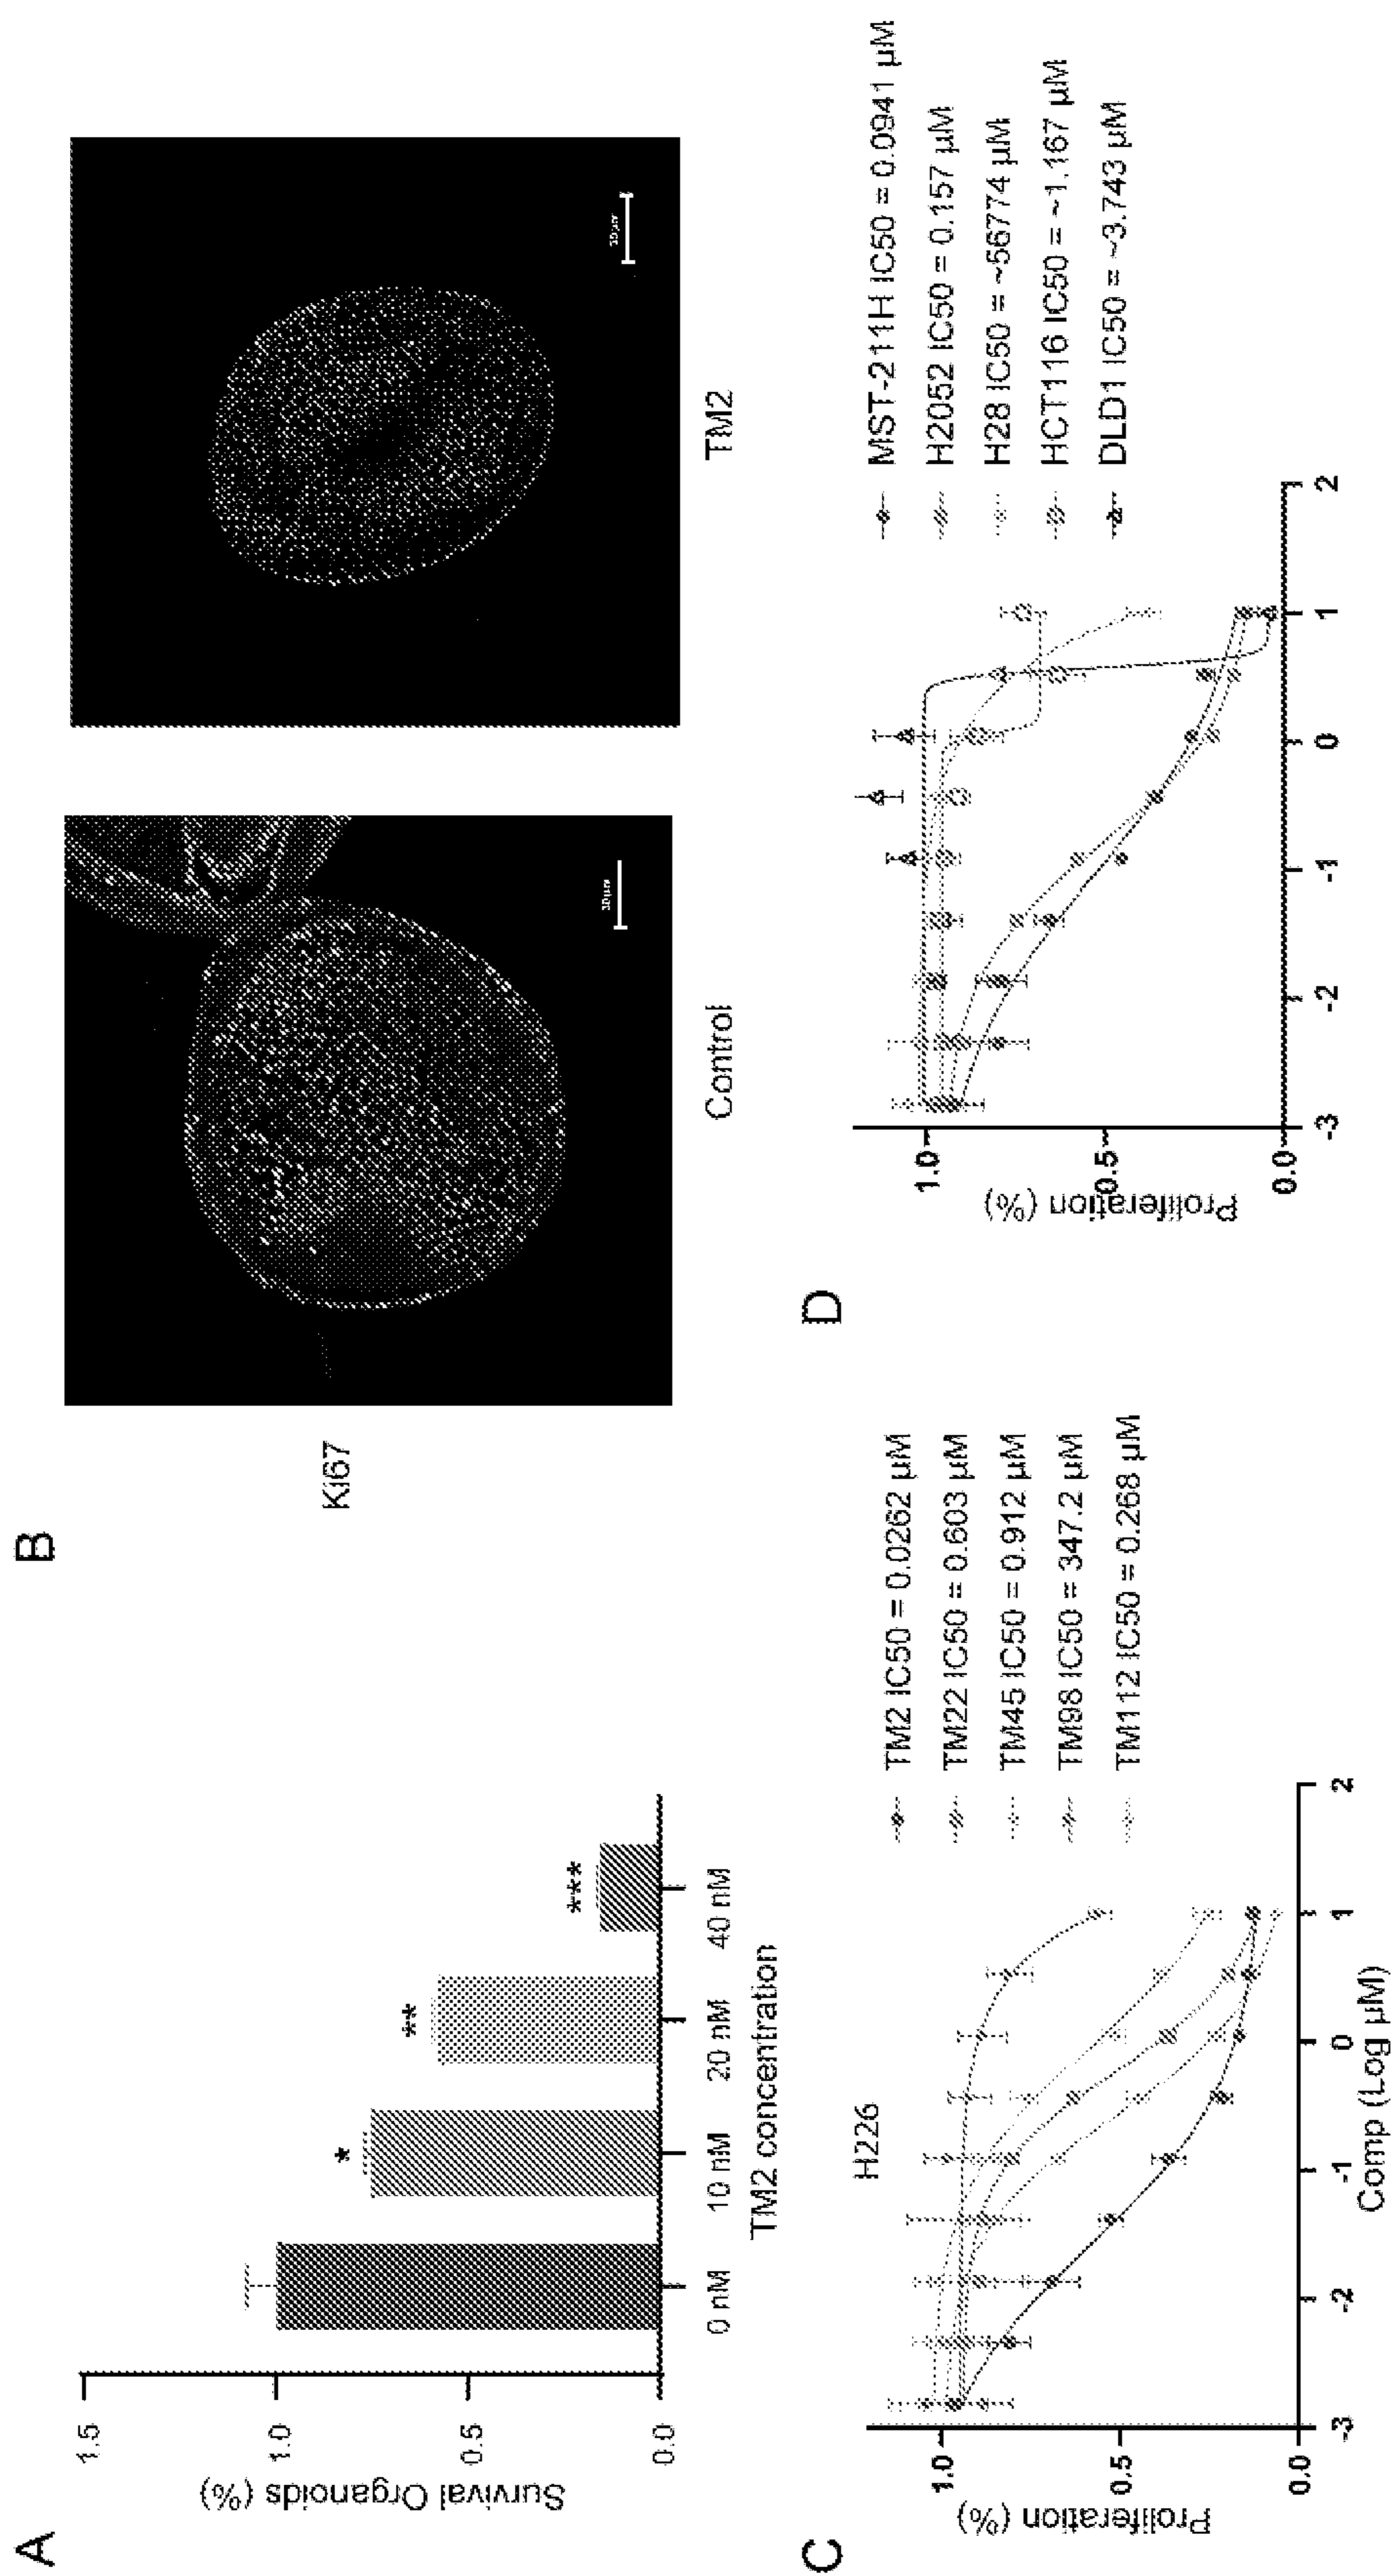 A
Survival Organoids (%)
1.5
1.0
0.5
0.0
*
**
***
0 nM 10 nM 20 nM 40 nM
TM2 concentration
B
Ki67
Control
TM2
C
H226
Proliferation (%)
1.0
0.5
0.0
-3 -2 -1 0 1 2
Comp (Log µM)
TM2 IC50 = 0.0262 µM
TM22 IC50 = 0.603 µM
TM45 IC50 = 0.912 µM
TM98 IC50 = 347.2 µM
TM112 IC50 = 0.268 µM
D
Proliferation (%)
1.0
0.5
0.0
-3 -2 -1 0 1 2
MST-211H IC50 = 0.0941 µM
H2052 IC50 = 0.157 µM
H28 IC50 = ~56774 µM
HCT116 IC50 = ~1.167 µM
DLD1 IC50 = ~3.743 µM